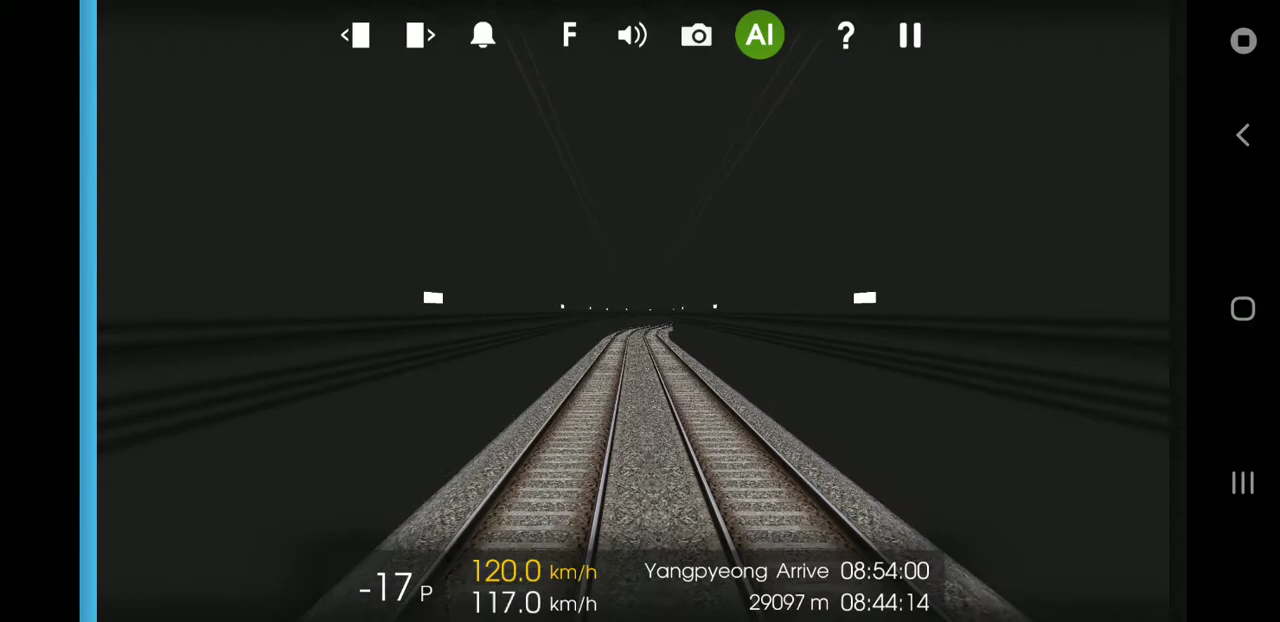 F AI ?
-17 P
120.0 km/h
117.0 km/h
Yangpyeong Arrive 08:54:00
29097 m 08:44:14